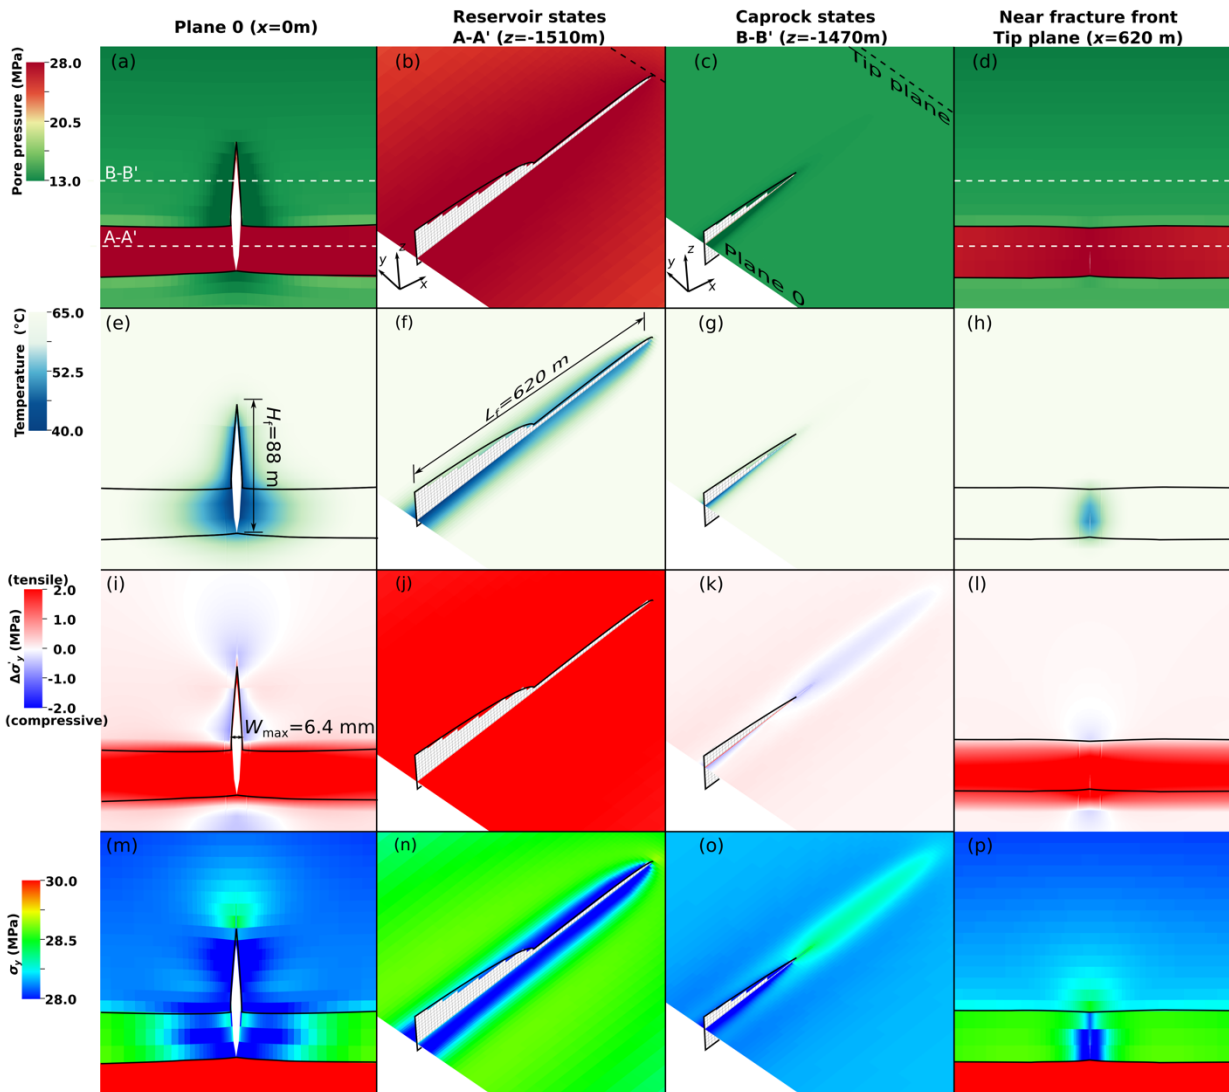 Plane 0 (x=0m)
Reservoir states
A-A' (z=-1510m)
Caprock states
B-B' (z=-1470m)
Near fracture front
Tip plane (x=620 m)
Pore pressure (MPa)
28.0
20.5
13.0
(a)
B-B'
A-A'
(b)
z
y
x
(c)
Tip plane
Plane 0
z
y
x
(d)
Temperature (°C)
65.0
52.5
40.0
(e)
H_f=88 m
(f)
L_f=620 m
(g)
(h)
(tensile)
Δσ'_y (MPa)
2.0
1.0
0.0
-1.0
-2.0
(compressive)
(i)
W_max=6.4 mm
(j)
(k)
(l)
σ_y (MPa)
30.0
28.5
28.0
(m)
(n)
(o)
(p)